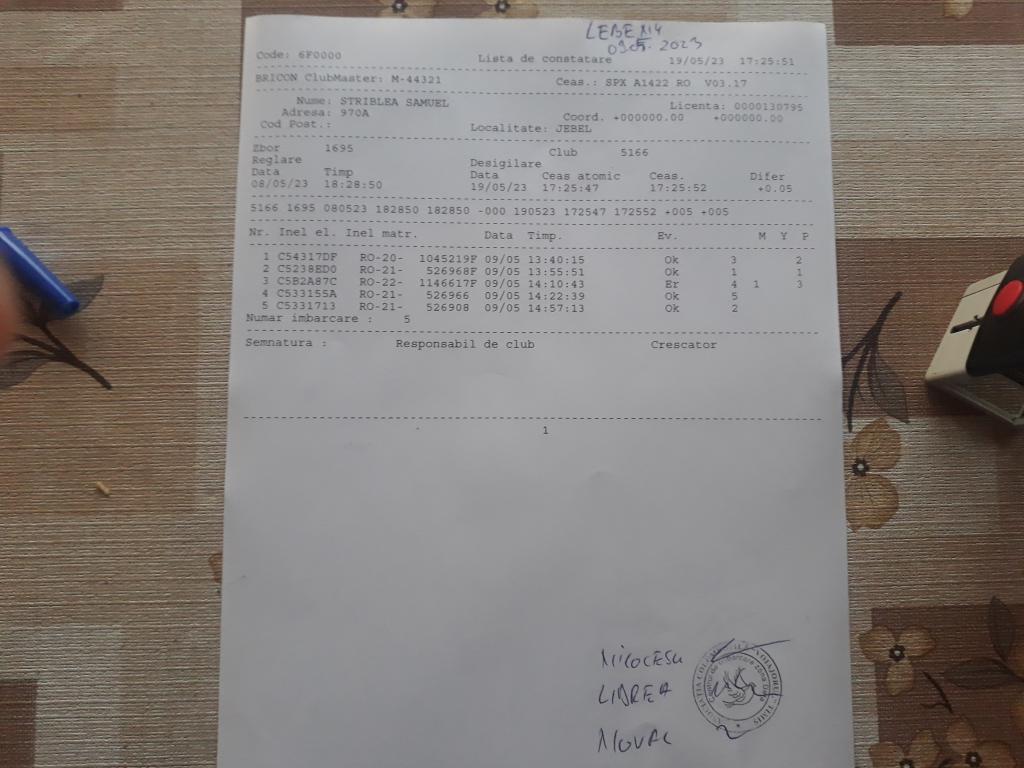 LEBENI4
09.05.2023
Code: 6F0000 Lista de constatare 19/05/23 17:25:51
BRICON ClubMaster: M-44321 Ceas.: SPX A1422 RO V03.17
Nume: STRIBLEA SAMUEL Licenta: 0000130795
Adresa: 970A Coord. +000000.00 +000000.00
Cod Post.: Localitate: JEBEL
Zbor 1695 Club 5166
Reglare Desigilare
Data Timp Data Ceas atomic Ceas. Difer
08/05/23 18:28:50 19/05/23 17:25:47 17:25:52 +0.05
5166 1695 080523 182850 182850 -000 190523 172547 172552 +005 +005
Nr. Inel el. Inel matr. Data Timp. Ev. M Y P
1 C54317DF RO-20- 1045219F 09/05 13:40:15 Ok 3 2
2 C5238ED0 RO-21- 526968F 09/05 13:55:51 Ok 1 1
3 C5B2A87C RO-22- 1146617F 09/05 14:10:43 Er 4 1 3
4 C533155A RO-21- 526966 09/05 14:22:39 Ok 5
5 C5331713 RO-21- 526908 09/05 14:57:13 Ok 2
Numar imbarcare : 5
Semnatura : Responsabil de club Crescator
1